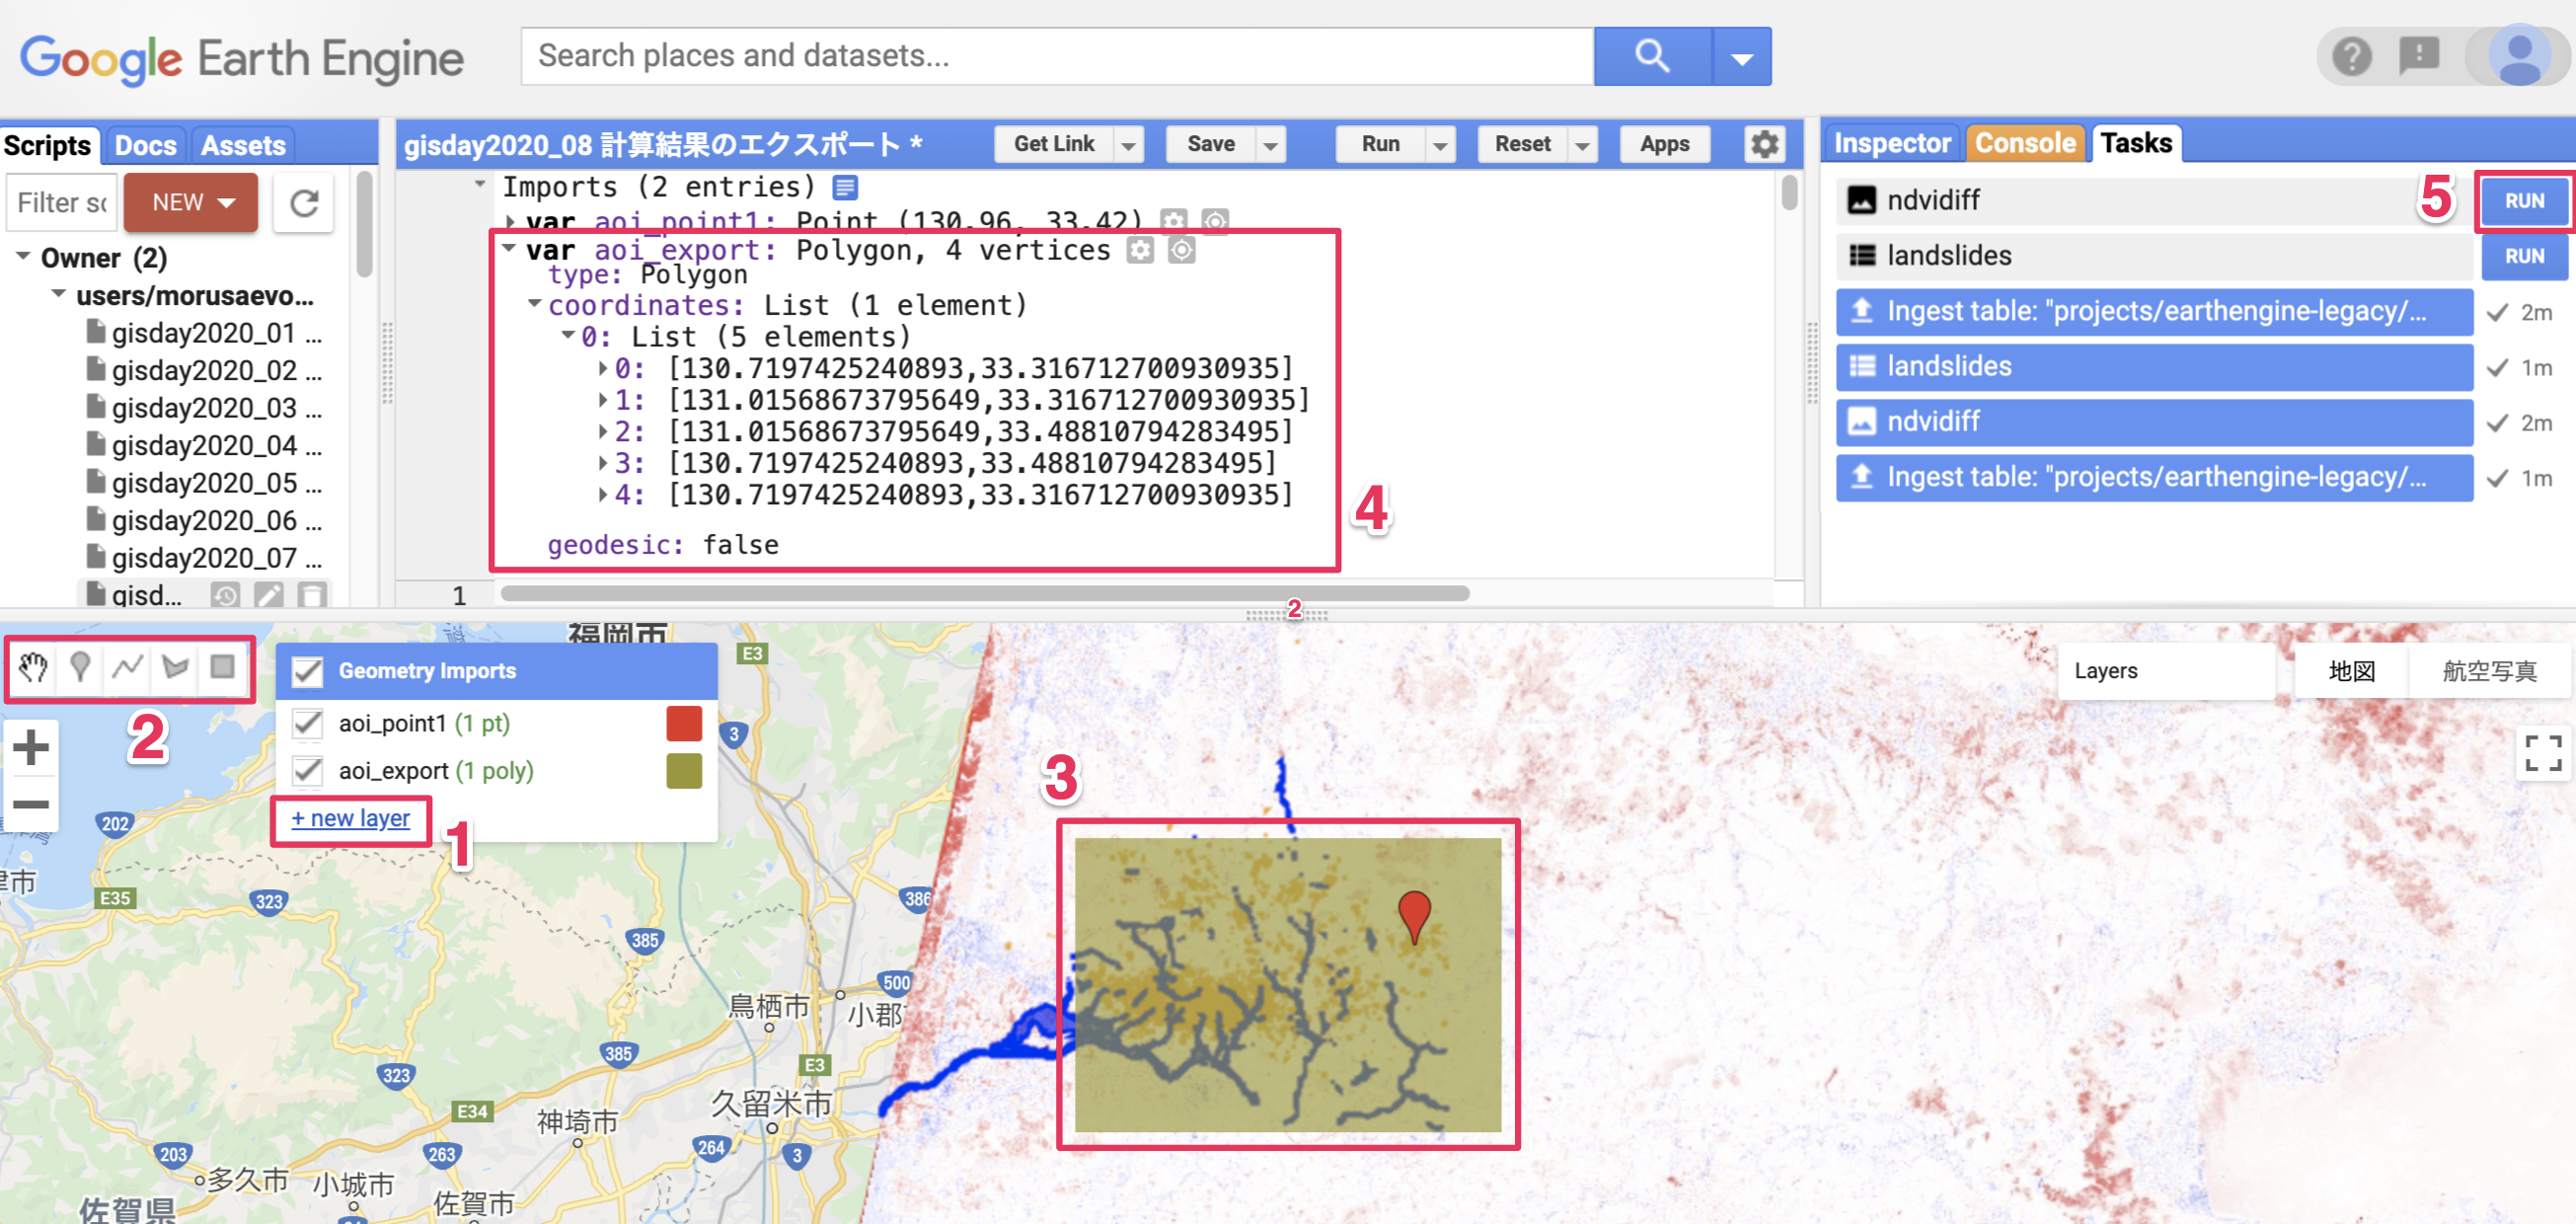 Google Earth Engine
Search places and datasets...
Scripts
Docs
Assets
NEW
Owner (2)
users/morusaevo...
gisday2020_01 ...
gisday2020_02 ...
gisday2020_03 ...
gisday2020_04 ...
gisday2020_05 ...
gisday2020_06 ...
gisday2020_07 ...
gisd...
gisday2020_08 計算結果のエクスポート *
Get Link
Save
Run
Reset
Apps
Imports (2 entries)
var aoi_point1: Point (130.96, 33.42)
var aoi_export: Polygon, 4 vertices
type: Polygon
coordinates: List (1 element)
0: List (5 elements)
0: [130.7197425240893,33.316712700930935]
1: [131.01568673795649,33.316712700930935]
2: [131.01568673795649,33.48810794283495]
3: [130.7197425240893,33.48810794283495]
4: [130.7197425240893,33.316712700930935]
geodesic: false
4
1
2
Inspector
Console
Tasks
ndvidiff
5
RUN
landslides
RUN
Ingest table: "projects/earthengine-legacy/...
2m
landslides
1m
ndvidiff
2m
Ingest table: "projects/earthengine-legacy/...
1m
2
Geometry Imports
aoi_point1 (1 pt)
aoi_export (1 poly)
+ new layer
1
3
Layers
地図
航空写真
福岡市
E3
3
202
E35
323
386
385
500
鳥栖市
小郡
385
E3
323
E34
神埼市
久留米市
203
263
264
3
多久市
小城市
佐賀市
佐賀県